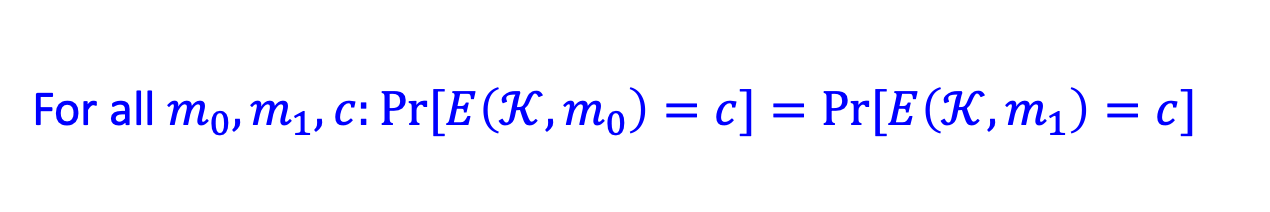 For all 𝑚₀, 𝑚₁, 𝑐: Pr[𝐸(𝒦, 𝑚₀) = 𝑐] = Pr[𝐸(𝒦, 𝑚₁) = 𝑐]